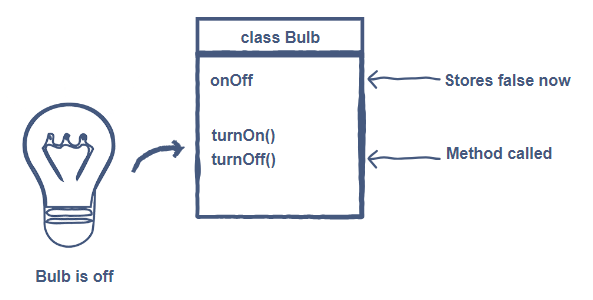 class Bulb
onOff
Stores false now
turnOn()
turnOff()
Method called
Bulb is off